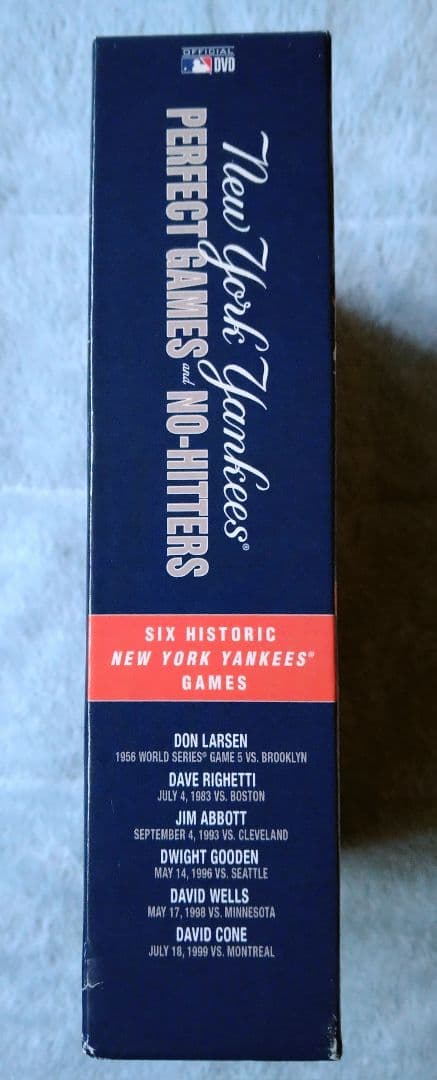 OFFICIAL
DVD
New York Yankees®
PERFECT GAMES and NO-HITTERS
SIX HISTORIC
NEW YORK YANKEES®
GAMES
DON LARSEN
1956 WORLD SERIES® GAME 5 VS. BROOKLYN
DAVE RIGHETTI
JULY 4, 1983 VS. BOSTON
JIM ABBOTT
SEPTEMBER 4, 1993 VS. CLEVELAND
DWIGHT GOODEN
MAY 14, 1996 VS. SEATTLE
DAVID WELLS
MAY 17, 1998 VS. MINNESOTA
DAVID CONE
JULY 18, 1999 VS. MONTREAL